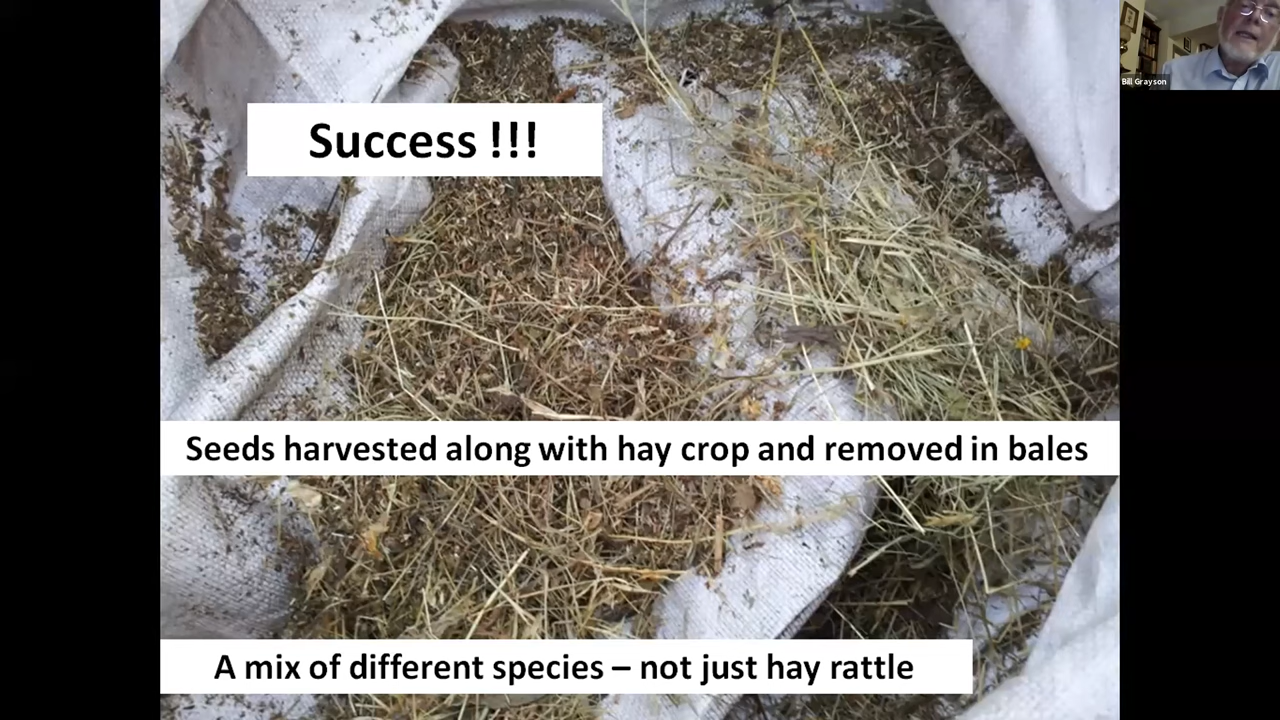 Bill Grayson
Success !!!
Seeds harvested along with hay crop and removed in bales
A mix of different species – not just hay rattle